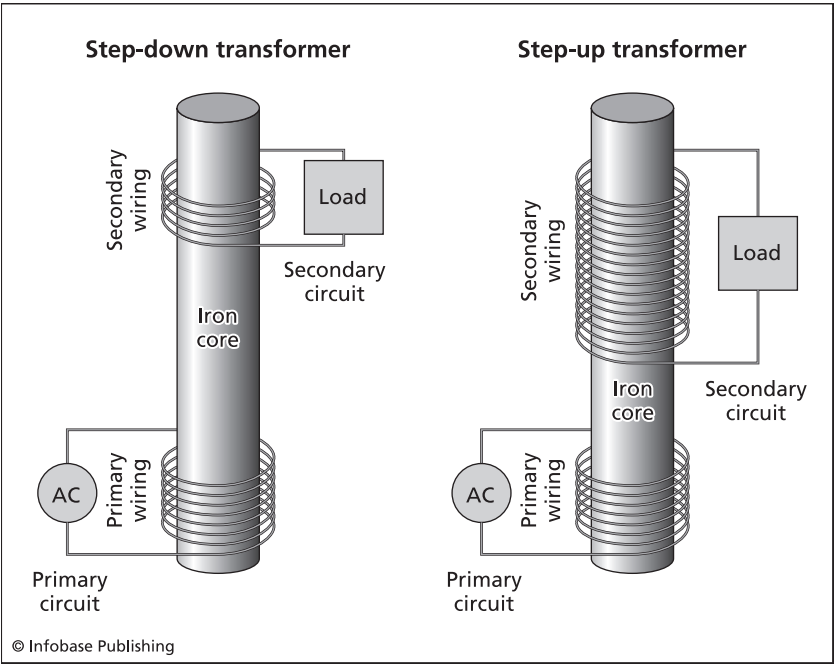 Step-down transformer
Secondary
wiring
Load
Secondary
circuit
Iron
core
Primary
wiring
AC
Primary
circuit
Step-up transformer
Secondary
wiring
Load
Secondary
circuit
Iron
core
Primary
wiring
AC
Primary
circuit
© Infobase Publishing